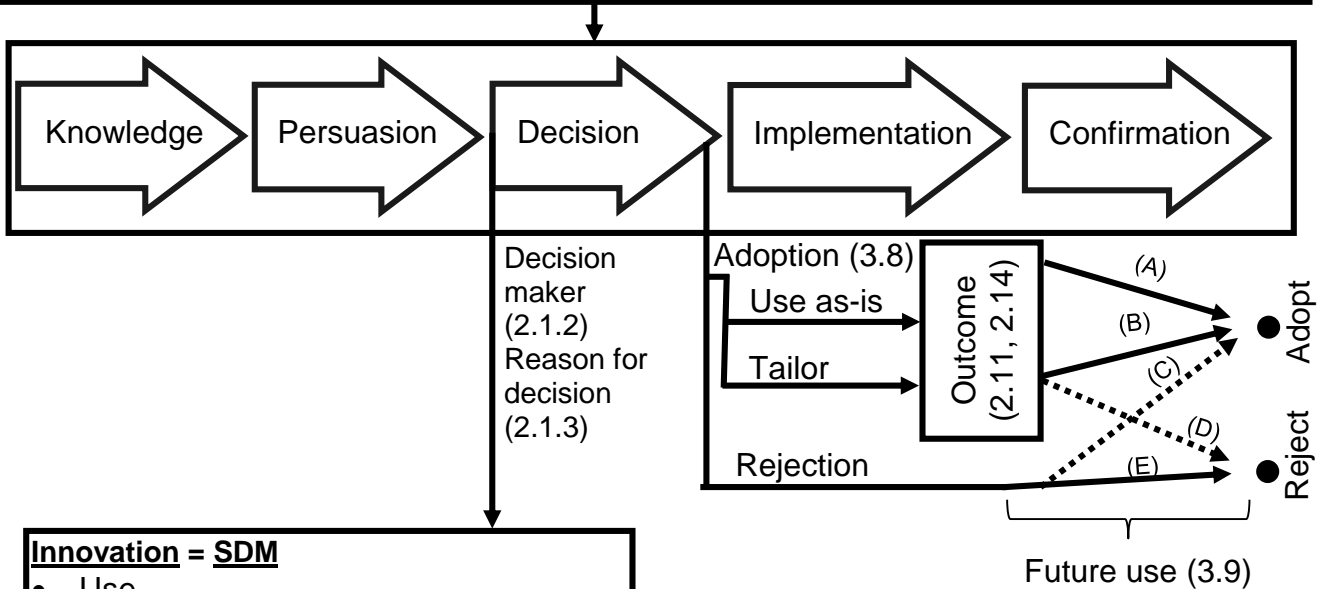 Knowledge
Persuasion
Decision
Implementation
Confirmation
Decision
maker
(2.1.2)
Reason for
decision
(2.1.3)
Adoption (3.8)
Use as-is
Tailor
Rejection
Outcome
(2.11, 2.14)
(A)
(B)
(C)
(D)
(E)
Adopt
Reject
Future use (3.9)
Innovation = SDM
• Use